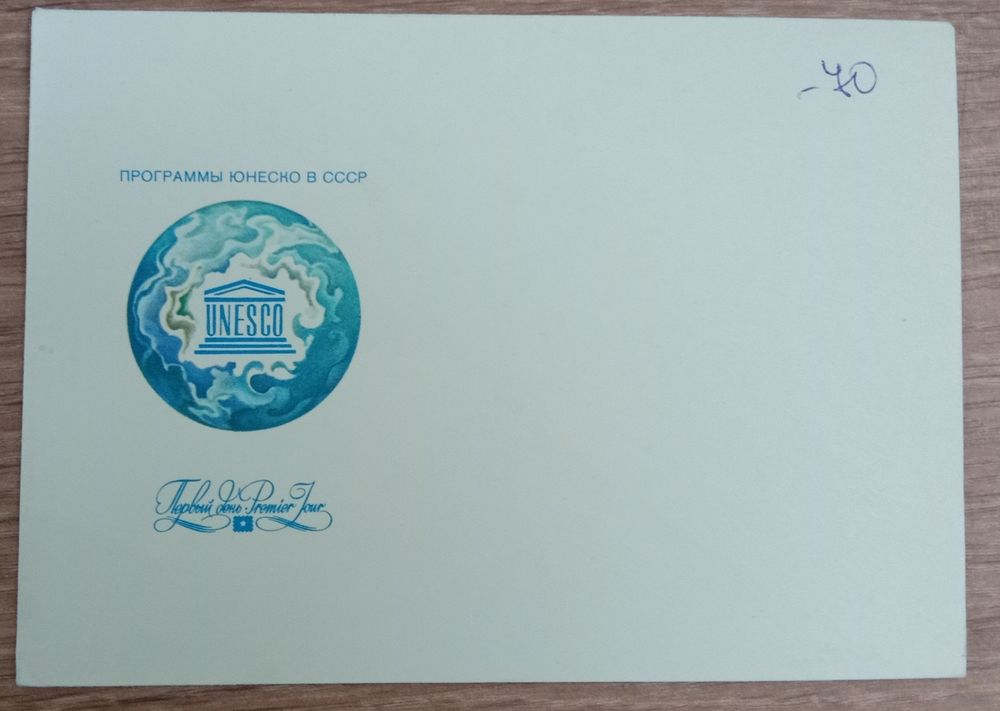 -70
ПРОГРАММЫ ЮНЕСКО В СССР
UNESCO
Первый день Premier Jour